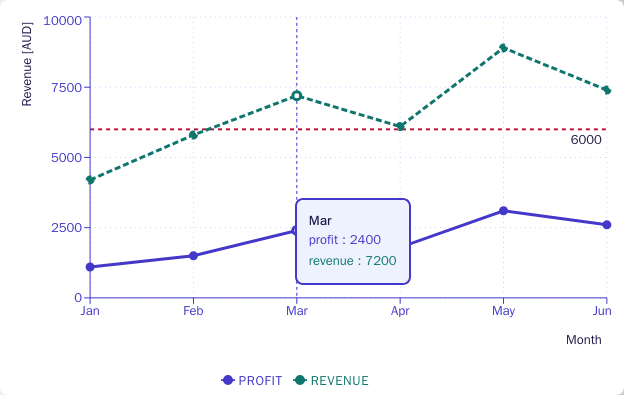 Revenue [AUD]
10000
7500
5000
2500
0
6000
Mar
profit : 2400
revenue : 7200
Jan Feb Mar Apr May Jun
Month
PROFIT REVENUE